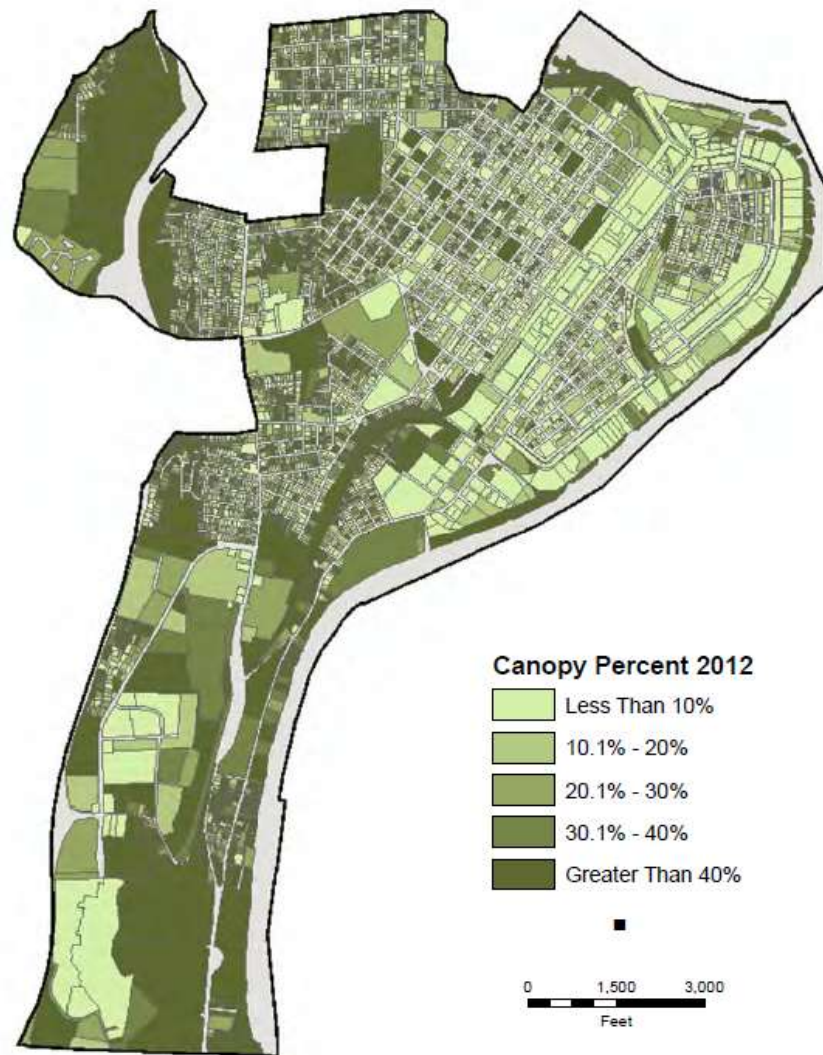 Canopy Percent 2012
Less Than 10%
10.1% - 20%
20.1% - 30%
30.1% - 40%
Greater Than 40%
0 1,500 3,000
Feet